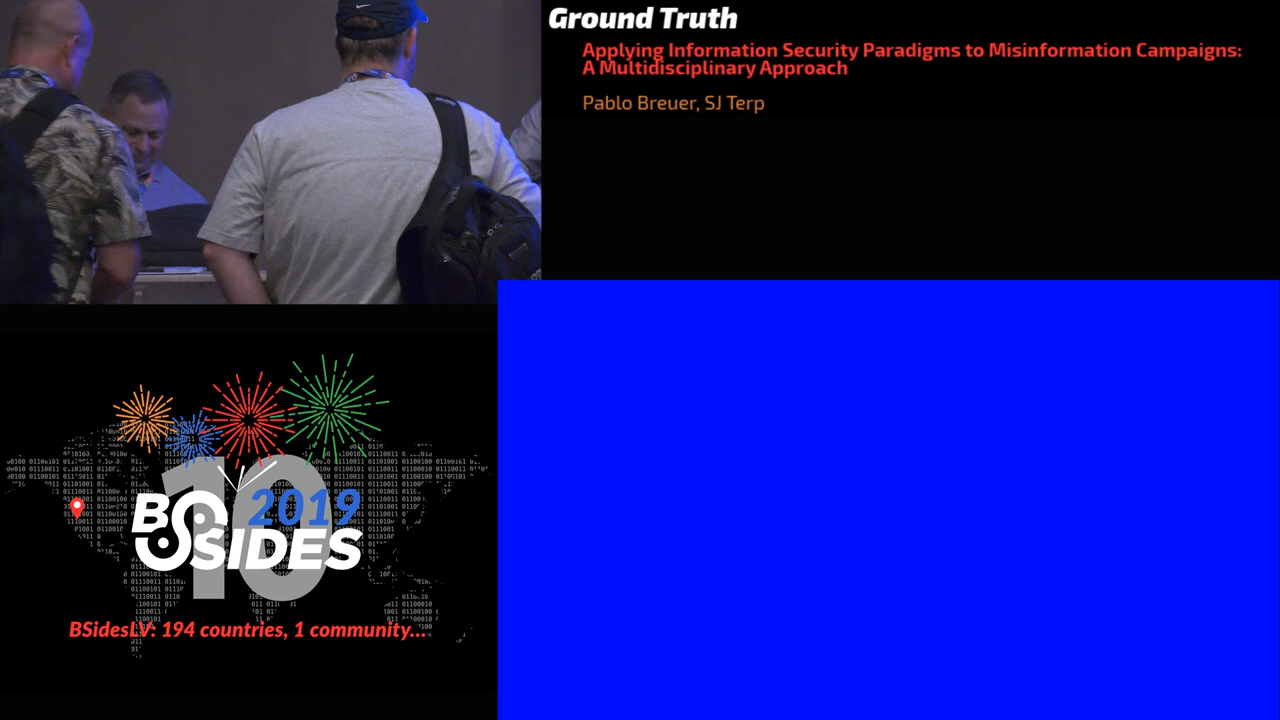 Ground Truth
Applying Information Security Paradigms to Misinformation Campaigns:
A Multidisciplinary Approach
Pablo Breuer, SJ Terp
10
2019
BSIDES
BSidesLV: 194 countries, 1 community...